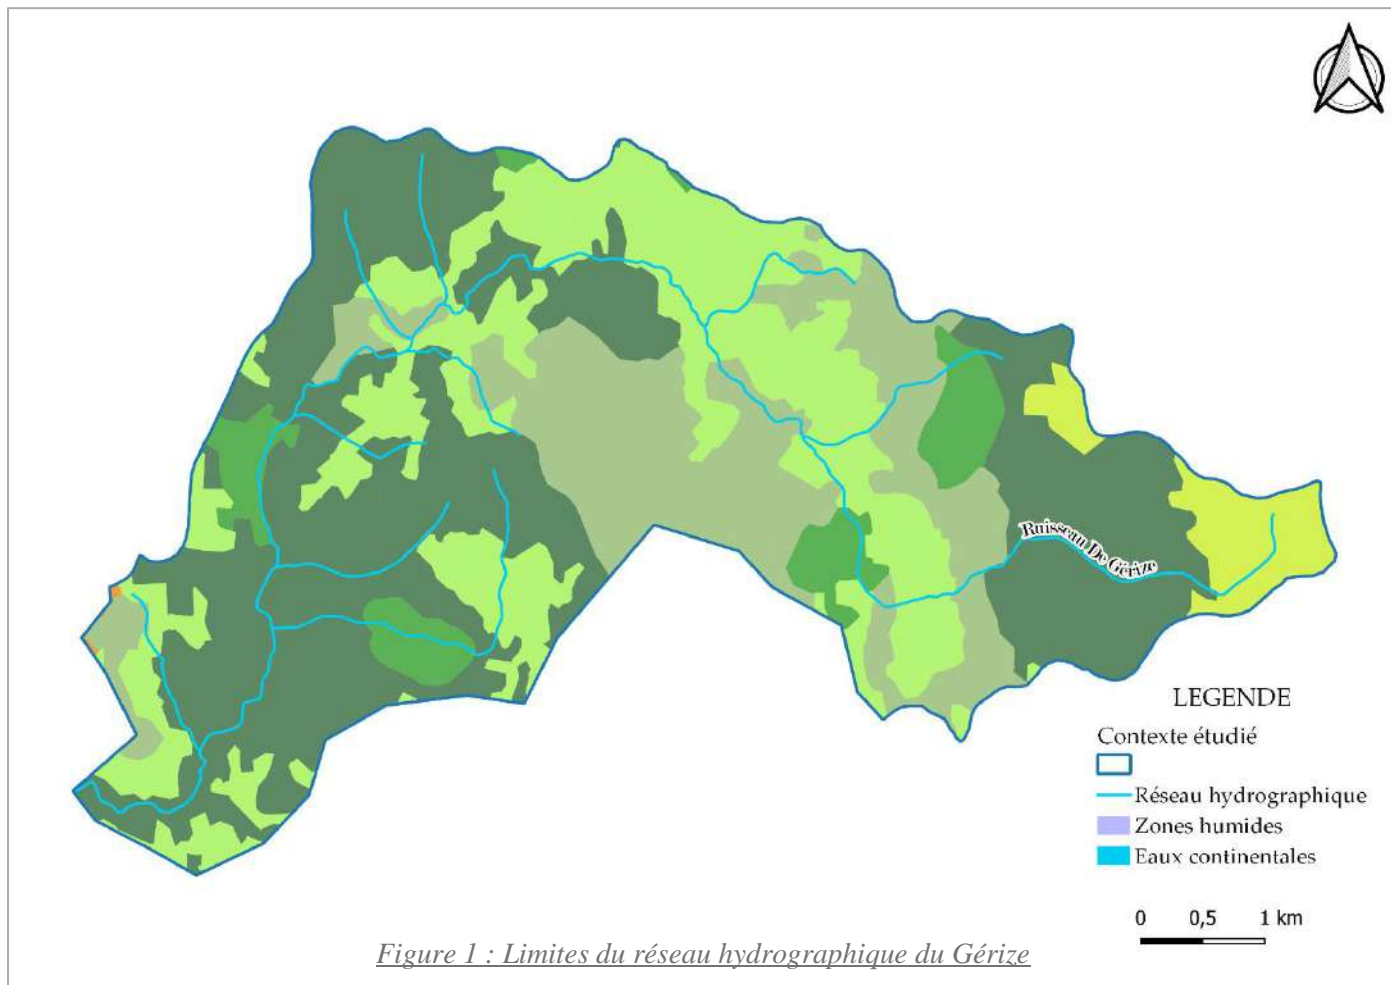 Ruisseau De Gérize
LEGENDE
Contexte étudié
Réseau hydrographique
Zones humides
Eaux continentales
0 0,5 1 km
Figure 1 : Limites du réseau hydrographique du Gérize